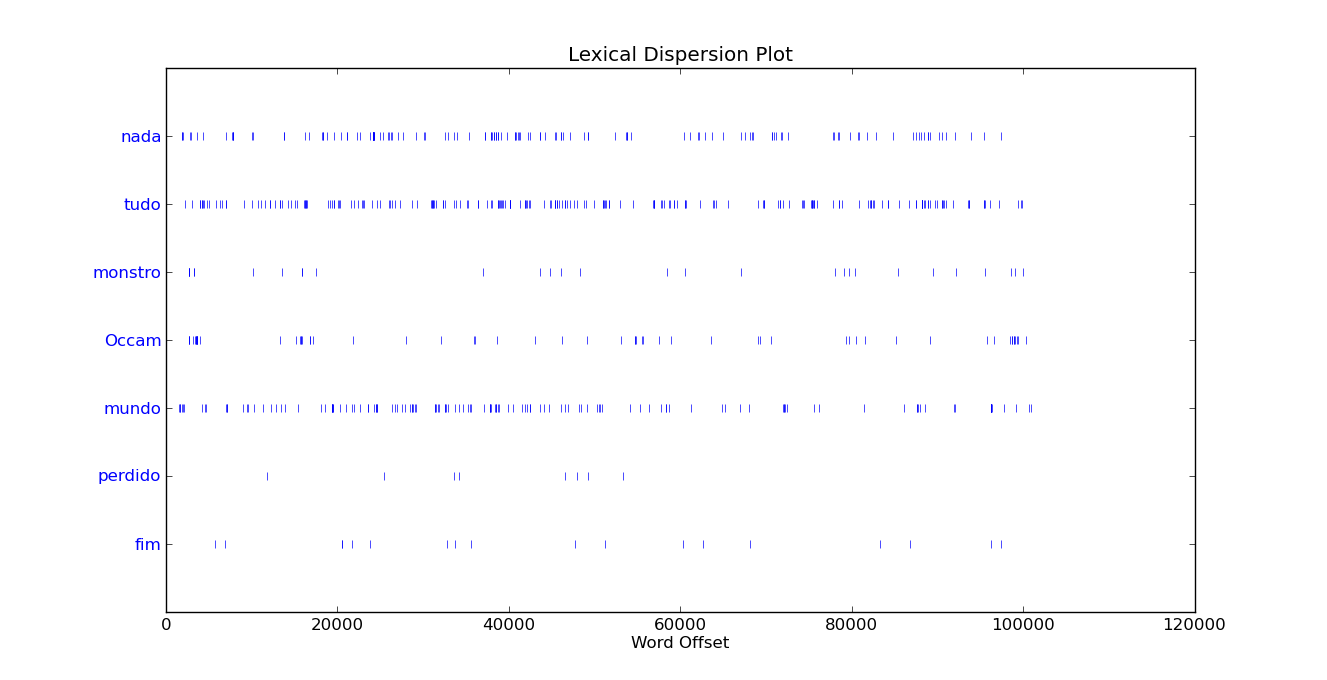 Lexical Dispersion Plot
nada
tudo
monstro
Occam
mundo
perdido
fim
0 20000 40000 60000 80000 100000 120000
Word Offset